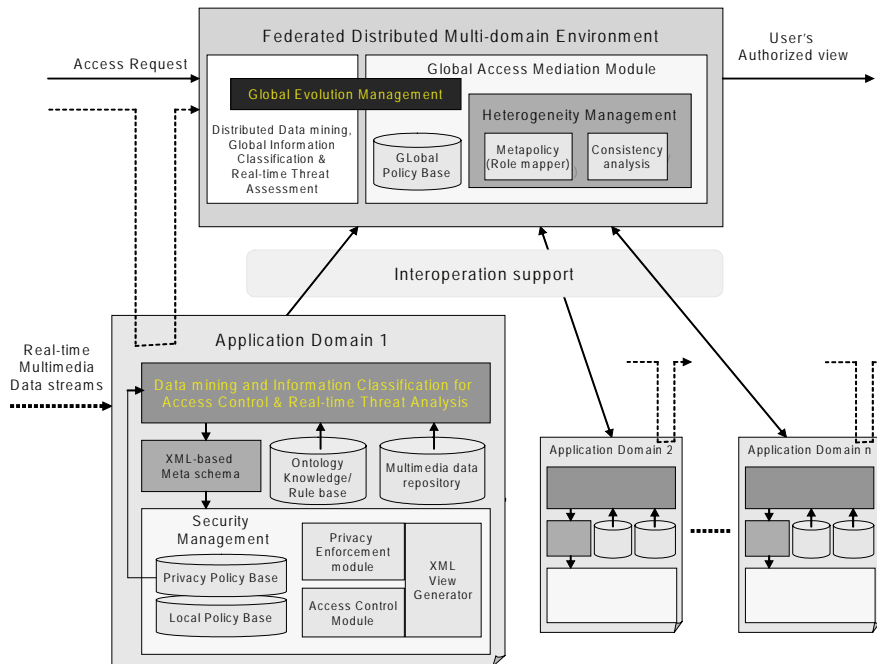 Federated Distributed Multi-domain Environment
User's
Authorized view
Access Request
Global Access Mediation Module
Global Evolution Management
Distributed Data mining,
Global Information
Classification &
Real-time Threat
Assessment
GLobal
Policy Base
Heterogeneity Management
Metapolicy
(Role mapper)
Consistency
analysis
Interoperation support
Real-time
Multimedia
Data streams
Application Domain 1
Data mining and Information Classification for
Access Control & Real-time Threat Analysis
XML-based
Meta schema
Ontology
Knowledge/
Rule base
Multimedia data
repository
Security
Management
Privacy Policy Base
Local Policy Base
Privacy
Enforcement
module
Access Control
Module
XML
View
Generator
Application Domain 2
Application Domain n